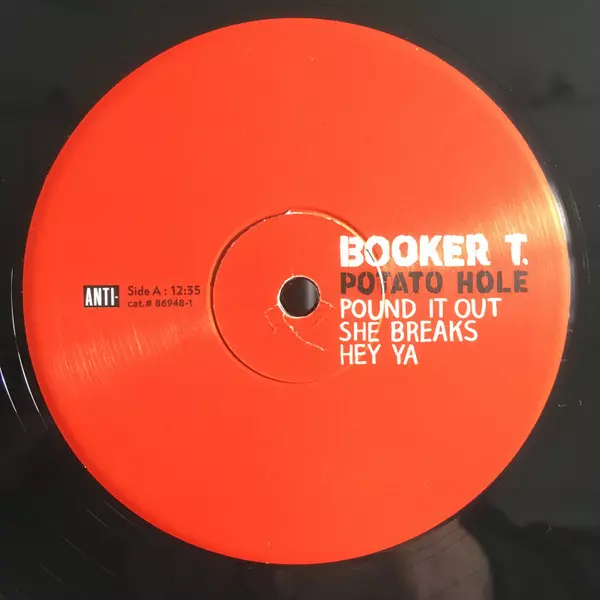 ANTI-
Side A : 12:35
cat.# 86948-1
BOOKER T.
POTATO HOLE
POUND IT OUT
SHE BREAKS
HEY YA